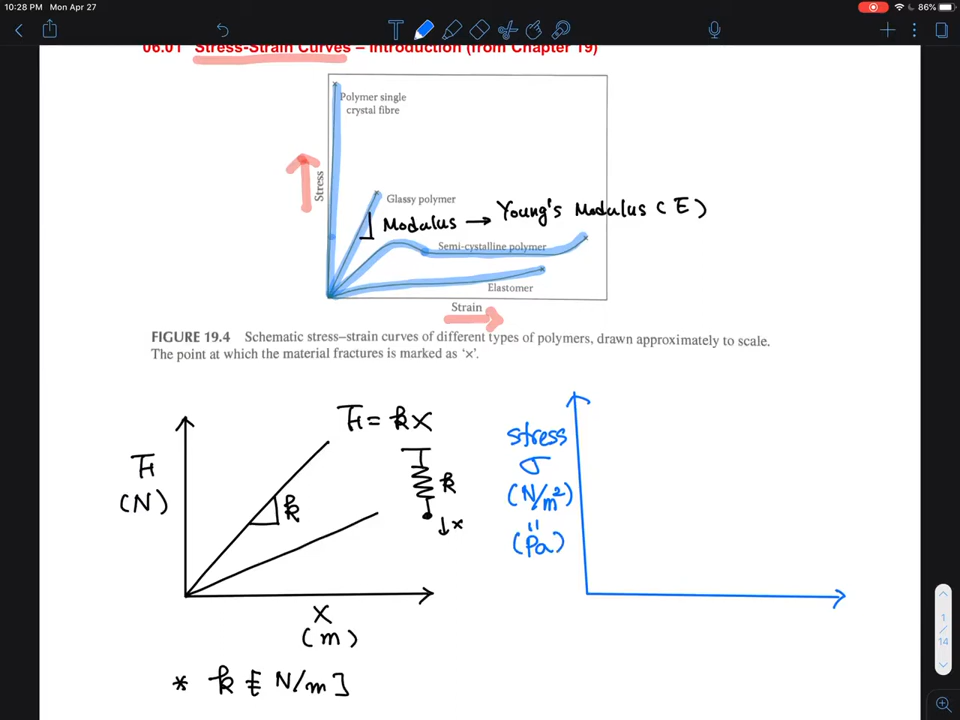 10:28 PM Mon Apr 27
86%
T
06.01 Stress-Strain Curves – Introduction (from Chapter 19)
Polymer single
crystal fibre
Stress
Glassy polymer
Modulus → Young's Modulus (E)
Semi-cystalline polymer
Elastomer
Strain
FIGURE 19.4 Schematic stress–strain curves of different types of polymers, drawn approximately to scale.
The point at which the material fractures is marked as ‘×’.
F = kx
F
(N)
k
k
↓x
x
(m)
* k [N/m]
stress
σ
(N/m²)
"
(Pa)
1
/
14